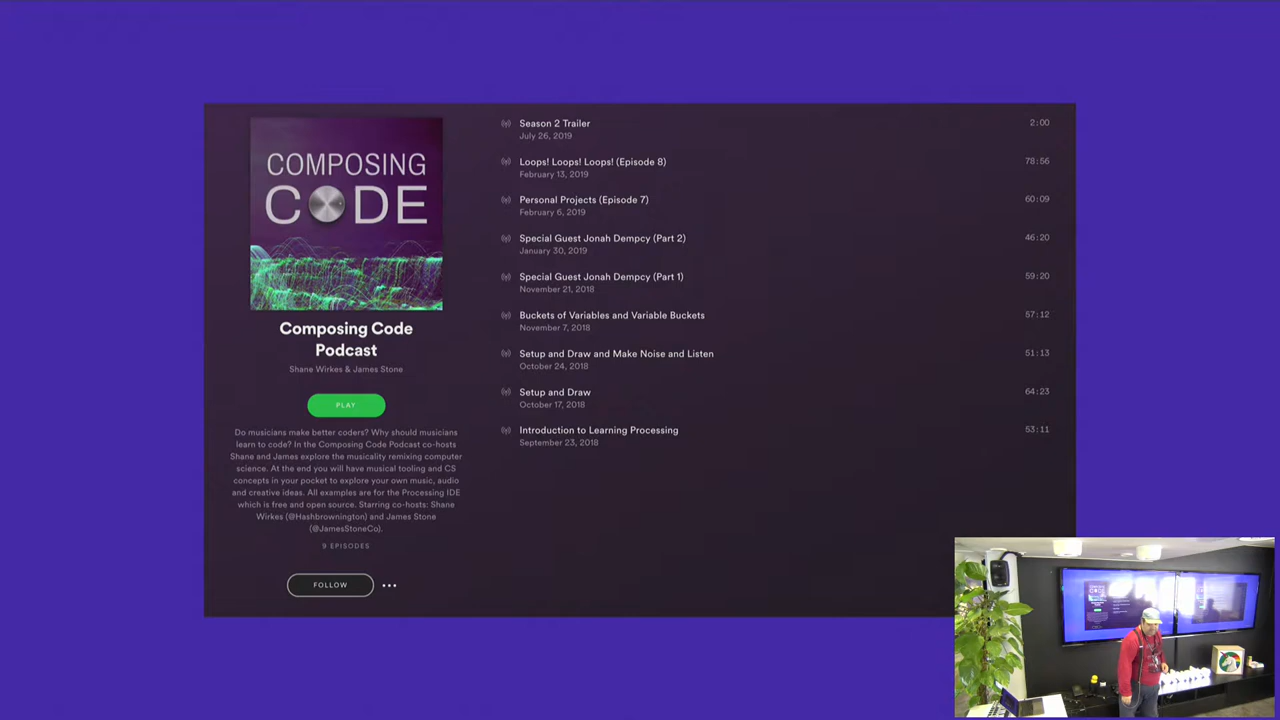 COMPOSING
CODE
Composing Code
Podcast
Shane Wirkes & James Stone
PLAY
Do musicians make better coders? Why should musicians
learn to code? In the Composing Code Podcast co-hosts
Shane and James explore the musicality remixing computer
science. At the end you will have musical tooling and CS
concepts in your pocket to explore your own music, audio
and creative ideas. All examples are for the Processing IDE
which is free and open source. Starring co-hosts: Shane
Wirkes (@Hashbrownington) and James Stone
(@JamesStoneCo).
9 EPISODES
FOLLOW
Season 2 Trailer 2:00
July 26, 2019
Loops! Loops! Loops! (Episode 8) 78:56
February 13, 2019
Personal Projects (Episode 7) 60:09
February 6, 2019
Special Guest Jonah Dempcy (Part 2) 46:20
January 30, 2019
Special Guest Jonah Dempcy (Part 1) 59:20
November 21, 2018
Buckets of Variables and Variable Buckets 57:12
November 7, 2018
Setup and Draw and Make Noise and Listen 51:13
October 24, 2018
Setup and Draw 64:23
October 17, 2018
Introduction to Learning Processing 53:11
September 23, 2018